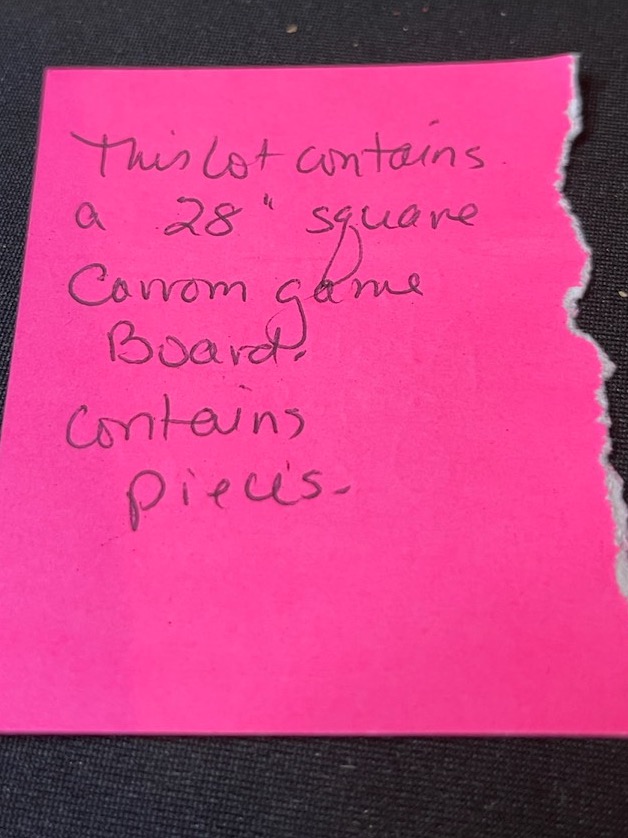 This Lot contains
a 28" square
Carrom game
Board.
contains
pieces.